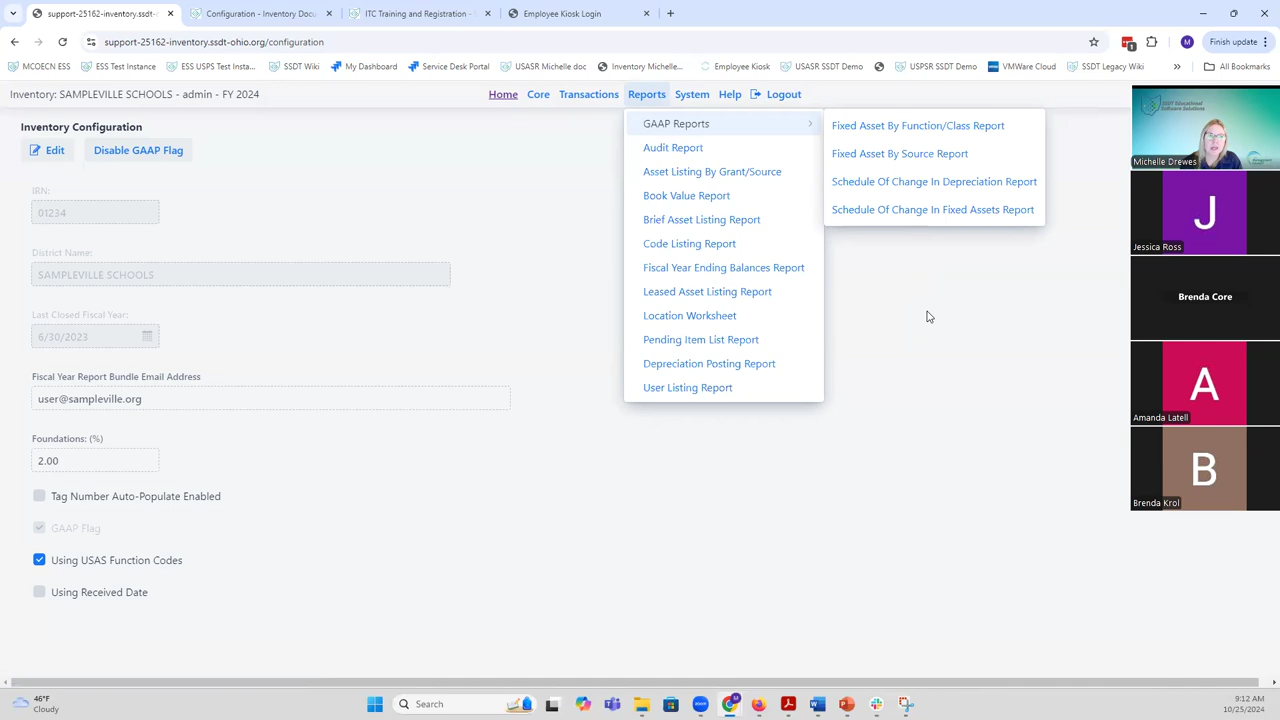 support-25162-inventory.ssdt-
Configuration - Inventory Docu
ITC Training and Registration -
Employee Kiosk Login
support-25162-inventory.ssdt-ohio.org/configuration
1
M
Finish update
MCOECN ESS
ESS Test Instance
ESS USPS Test Insta...
SSDT Wiki
My Dashboard
Service Desk Portal
USASR Michelle doc
Inventory Michelle...
Employee Kiosk
USASR SSDT Demo
USPSR SSDT Demo
VMWare Cloud
SSDT Legacy Wiki
»
All Bookmarks
Inventory: SAMPLEVILLE SCHOOLS - admin - FY 2024
Home
Core
Transactions
Reports
System
Help
Logout
Inventory Configuration
Edit
Disable GAAP Flag
IRN:
01234
District Name:
SAMPLEVILLE SCHOOLS
Last Closed Fiscal Year:
6/30/2023
Fiscal Year Report Bundle Email Address
user@sampleville.org
Foundations: (%)
2.00
Tag Number Auto-Populate Enabled
GAAP Flag
Using USAS Function Codes
Using Received Date
GAAP Reports
Audit Report
Asset Listing By Grant/Source
Book Value Report
Brief Asset Listing Report
Code Listing Report
Fiscal Year Ending Balances Report
Leased Asset Listing Report
Location Worksheet
Pending Item List Report
Depreciation Posting Report
User Listing Report
Fixed Asset By Function/Class Report
Fixed Asset By Source Report
Schedule Of Change In Depreciation Report
Schedule Of Change In Fixed Assets Report
SSDT Educational
Software Solutions
Michelle Drewes
J
Jessica Ross
Brenda Core
A
Amanda Latell
B
Brenda Krol
46°F
Cloudy
Search
9:12 AM
10/25/2024